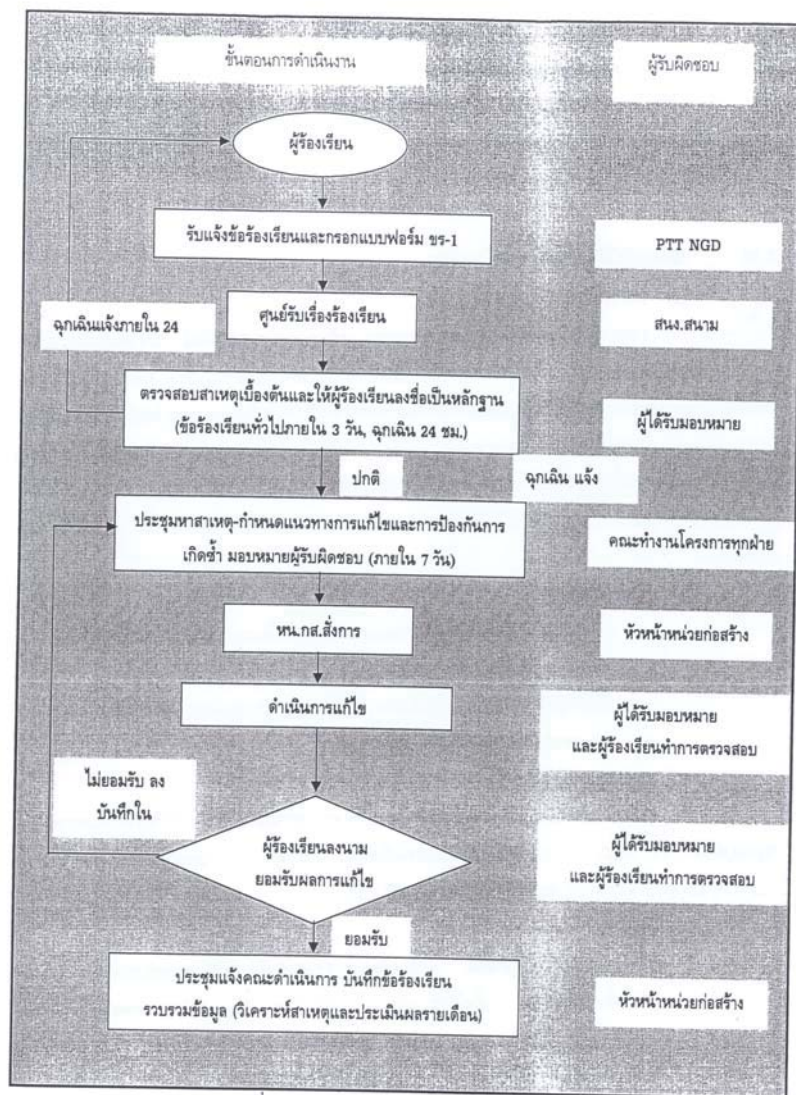 ขั้นตอนการดำเนินงาน
ผู้รับผิดชอบ
ผู้ร้องเรียน
รับแจ้งข้อร้องเรียนและกรอกแบบฟอร์ม ขร-1
PTT NGD
ศูนย์รับเรื่องร้องเรียน
สนง.สนาม
ฉุกเฉินแจ้งภายใน 24
ตรวจสอบสาเหตุเบื้องต้นและให้ผู้ร้องเรียนลงชื่อเป็นหลักฐาน
(ข้อร้องเรียนทั่วไปภายใน 3 วัน, ฉุกเฉิน 24 ชม.)
ผู้ได้รับมอบหมาย
ปกติ
ฉุกเฉิน แจ้ง
ประชุมหาสาเหตุ-กำหนดแนวทางการแก้ไขและการป้องกันการ
เกิดซ้ำ มอบหมายผู้รับผิดชอบ (ภายใน 7 วัน)
คณะทำงานโครงการทุกฝ่าย
หน.กส.สั่งการ
หัวหน้าหน่วยก่อสร้าง
ดำเนินการแก้ไข
ผู้ได้รับมอบหมาย
และผู้ร้องเรียนทำการตรวจสอบ
ไม่ยอมรับ ลง
บันทึกใน
ผู้ร้องเรียนลงนาม
ยอมรับผลการแก้ไข
ผู้ได้รับมอบหมาย
และผู้ร้องเรียนทำการตรวจสอบ
ยอมรับ
ประชุมแจ้งคณะดำเนินการ บันทึกข้อร้องเรียน
รวบรวมข้อมูล (วิเคราะห์สาเหตุและประเมินผลรายเดือน)
หัวหน้าหน่วยก่อสร้าง